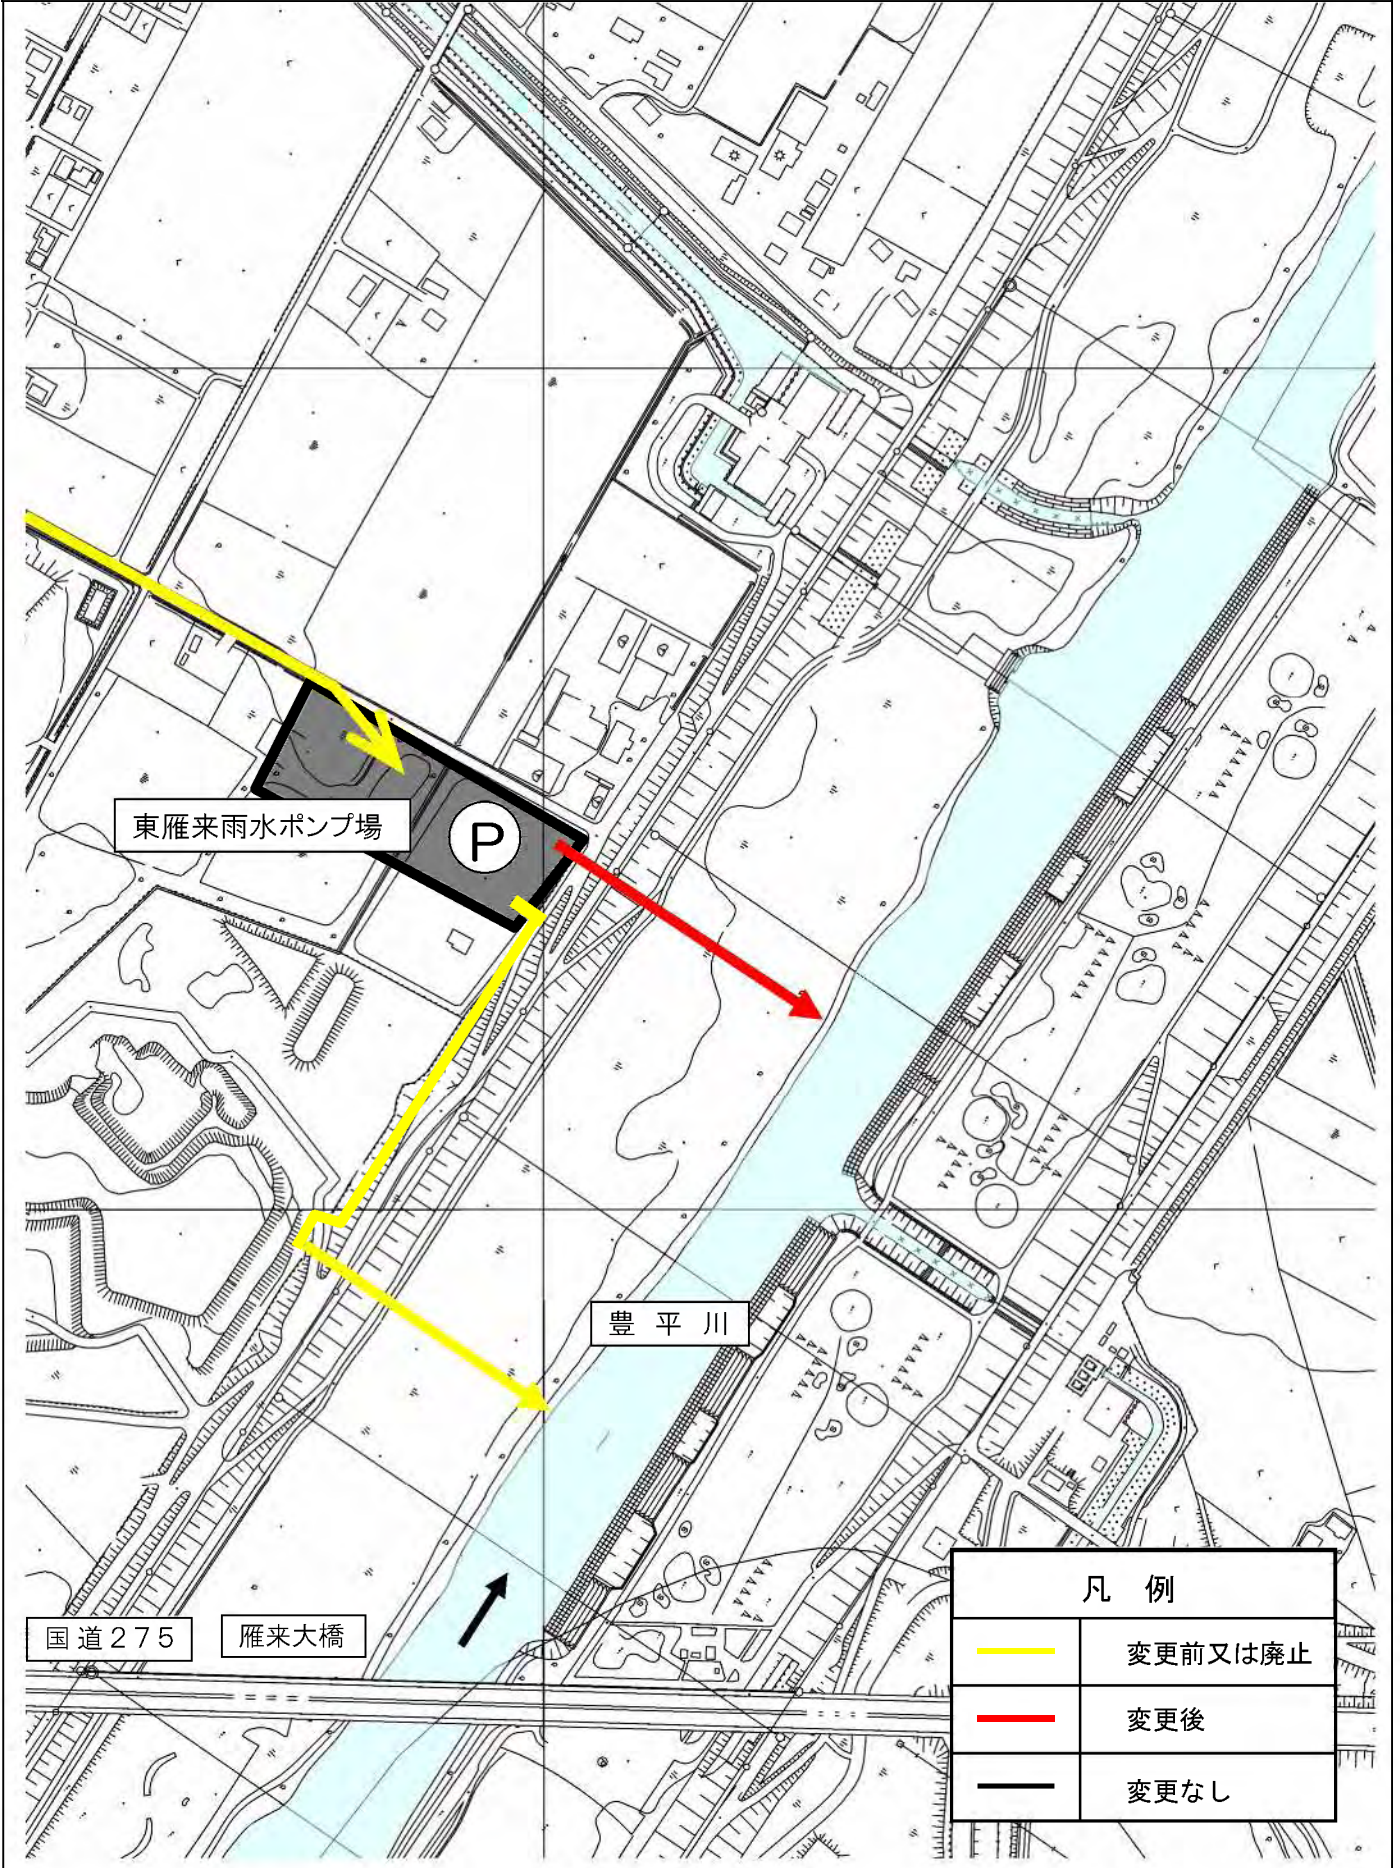 東雁来雨水ポンプ場
P
豊平川
国道275
雁来大橋
凡例
変更前又は廃止
変更後
変更なし